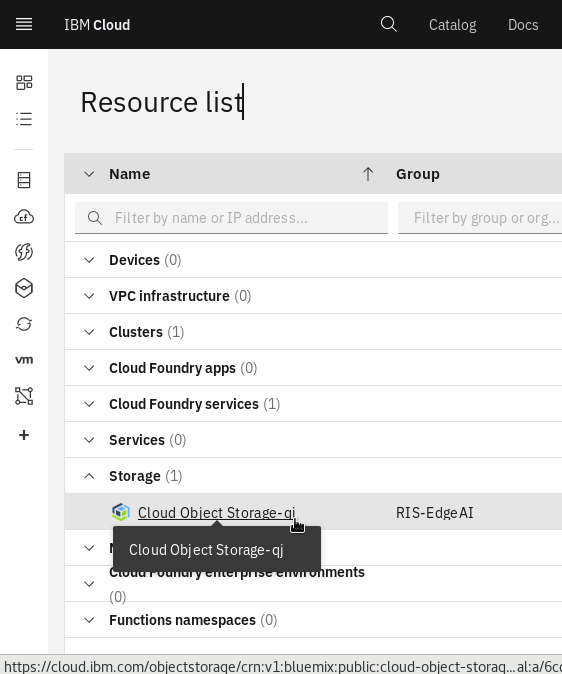 IBM Cloud
Catalog
Docs
Resource list
Name
Group
Filter by name or IP address...
Filter by group or org...
Devices (0)
VPC infrastructure (0)
Clusters (1)
Cloud Foundry apps (0)
Cloud Foundry services (1)
Services (0)
Storage (1)
Cloud Object Storage-qj
RIS-EdgeAI
Cloud Object Storage-qj
Cloud Foundry enterprise environments
(0)
Functions namespaces (0)
vm
https://cloud.ibm.com/objectstorage/crn:v1:bluemix:public:cloud-object-storag...al:a/6c